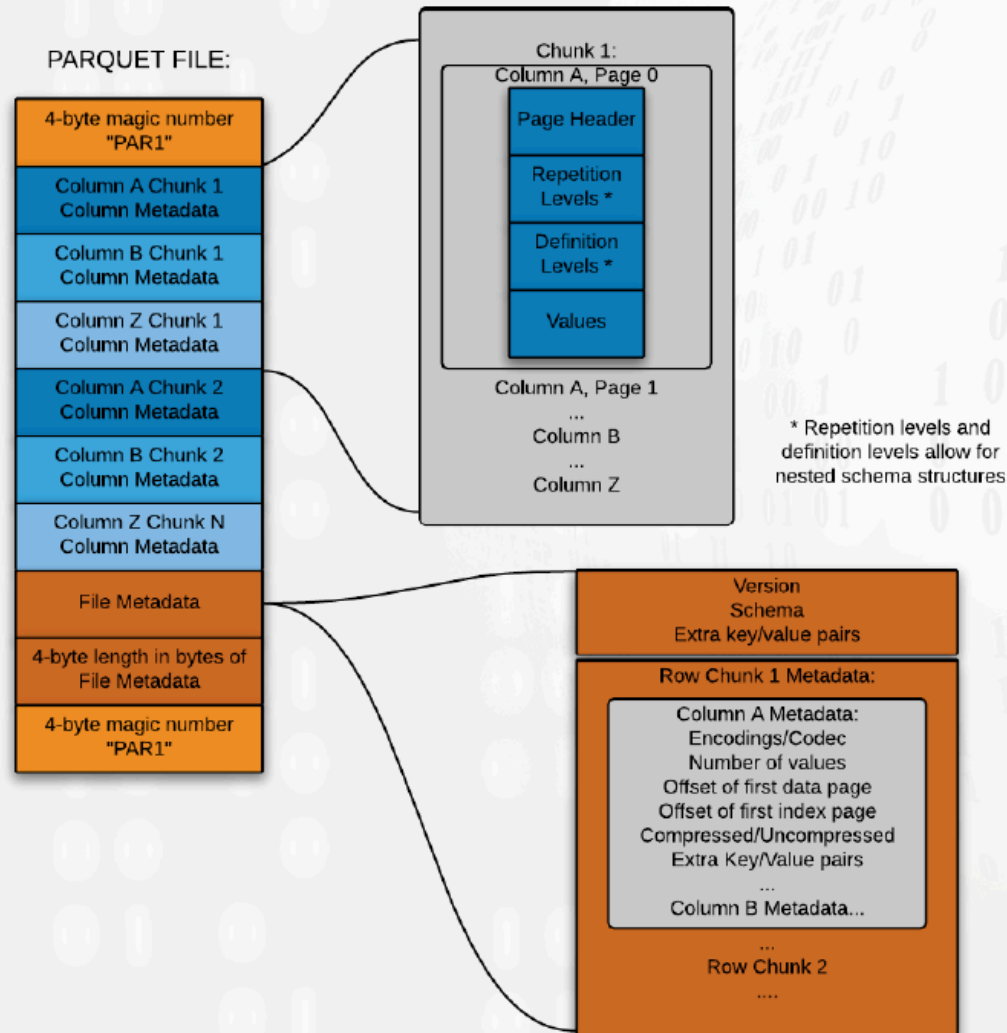 PARQUET FILE:
4-byte magic number
"PAR1"
Column A Chunk 1
Column Metadata
Column B Chunk 1
Column Metadata
Column Z Chunk 1
Column Metadata
Column A Chunk 2
Column Metadata
Column B Chunk 2
Column Metadata
Column Z Chunk N
Column Metadata
File Metadata
4-byte length in bytes of
File Metadata
4-byte magic number
"PAR1"
Chunk 1:
Column A, Page 0
Page Header
Repetition
Levels *
Definition
Levels *
Values
Column A, Page 1
...
Column B
...
Column Z
* Repetition levels and
definition levels allow for
nested schema structures
Version
Schema
Extra key/value pairs
Row Chunk 1 Metadata:
Column A Metadata:
Encodings/Codec
Number of values
Offset of first data page
Offset of first index page
Compressed/Uncompressed
Extra Key/Value pairs
...
Column B Metadata...
...
Row Chunk 2
....